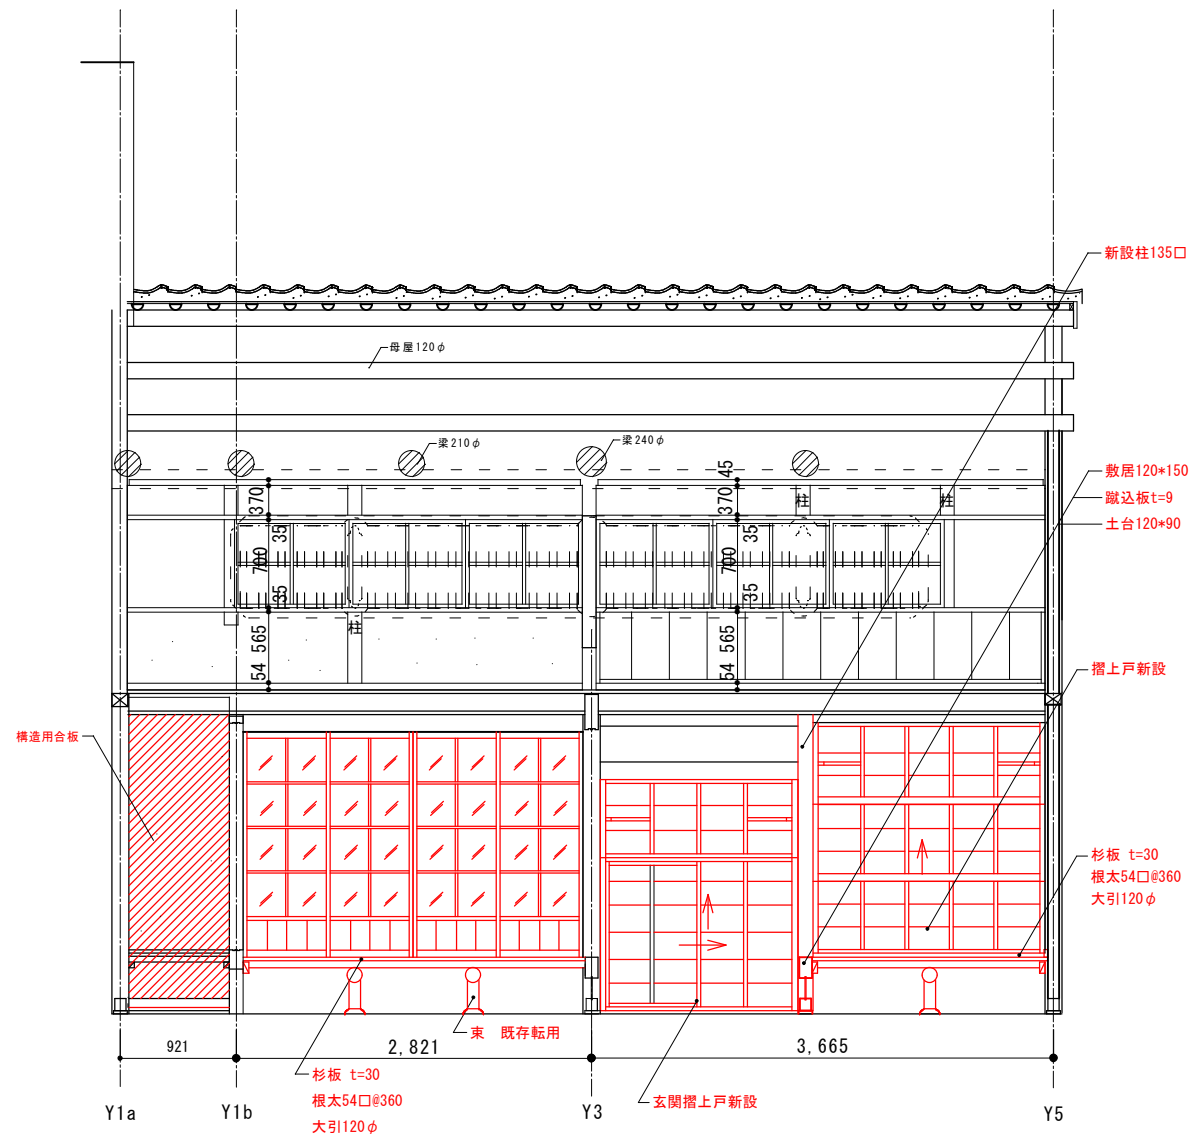 新設柱135口
母屋120φ
梁210φ
梁240φ
敷居120*150
蹴込板t=9
土台120*90
45
370
370
柱
柱
35
700
35
35
700
35
柱
565
54
565
54
摺上戸新設
構造用合板
杉板 t=30
根太54口@360
大引120φ
束 既存転用
921
2,821
3,665
杉板 t=30
根太54口@360
大引120φ
玄関摺上戸新設
Y1a
Y1b
Y3
Y5